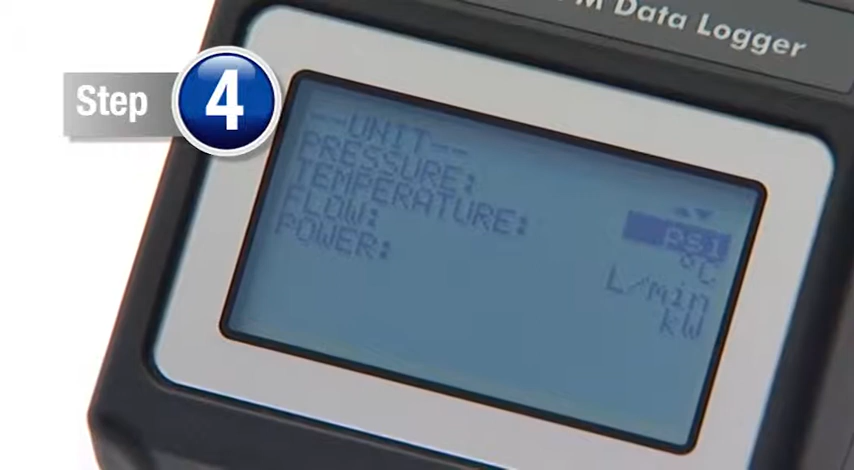 Data Logger
Step 4
--UNIT--
PRESSURE: psi
TEMPERATURE: °C
FLOW: L/min
POWER: kW